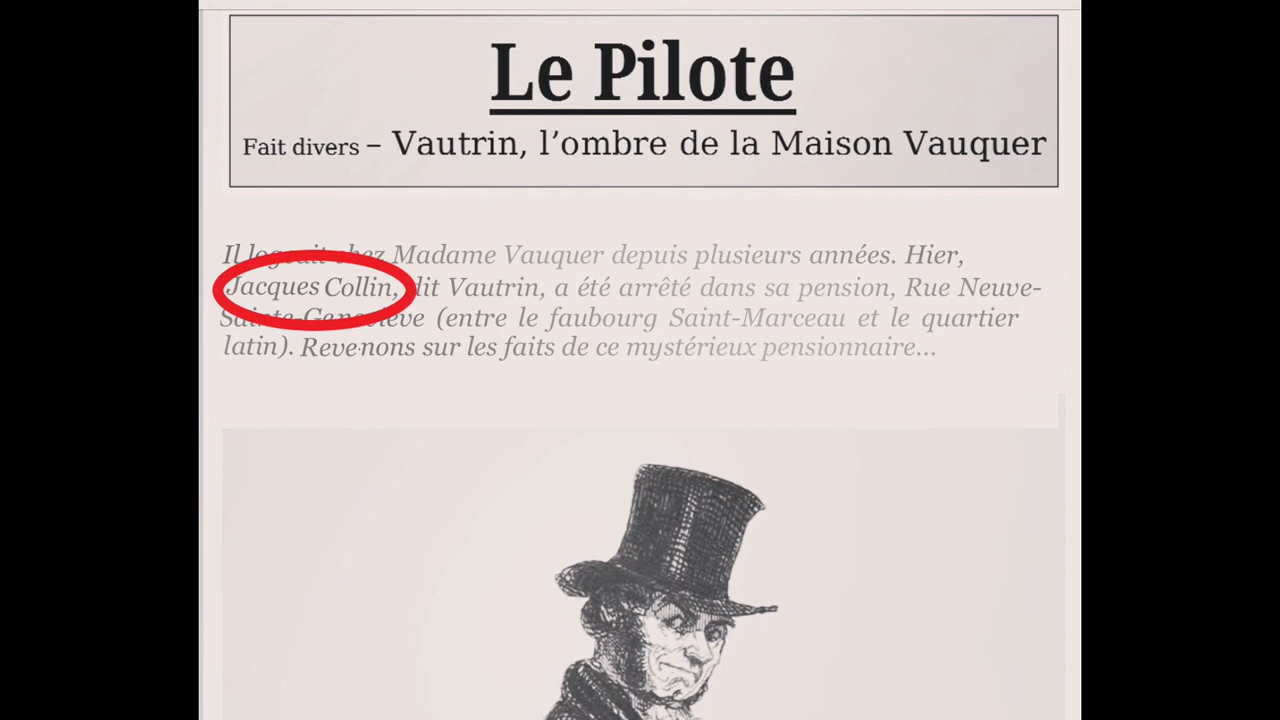 Le Pilote
Fait divers – Vautrin, l’ombre de la Maison Vauquer
Il logeait chez Madame Vauquer depuis plusieurs années. Hier,
Jacques Collin, dit Vautrin, a été arrêté dans sa pension, Rue Neuve-
Sainte-Geneviève (entre le faubourg Saint-Marceau et le quartier
latin). Revenons sur les faits de ce mystérieux pensionnaire...